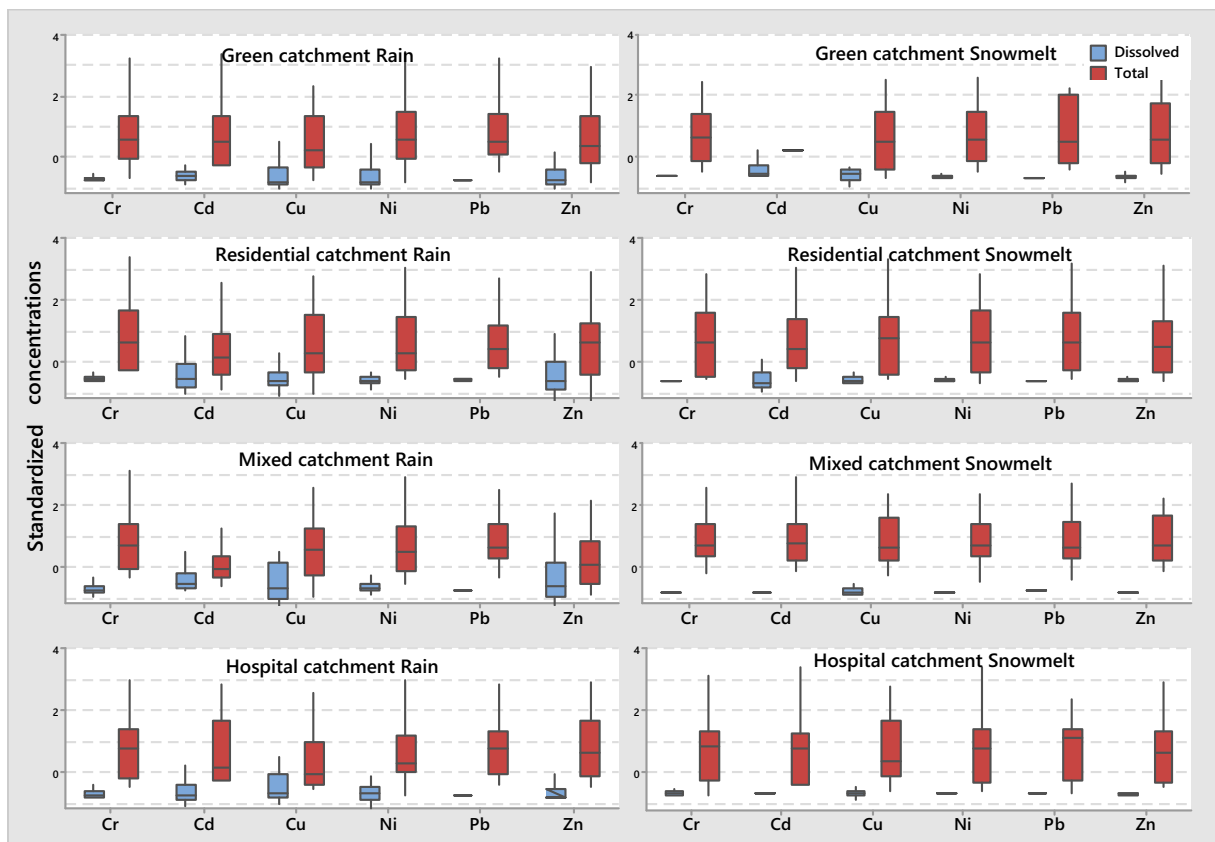 Standardized concentrations
Green catchment Rain
4
2
0
Cr Cd Cu Ni Pb Zn
Green catchment Snowmelt
Dissolved
Total
4
2
0
Cr Cd Cu Ni Pb Zn
Residential catchment Rain
4
2
0
Cr Cd Cu Ni Pb Zn
Residential catchment Snowmelt
4
2
0
Cr Cd Cu Ni Pb Zn
Mixed catchment Rain
4
2
0
Cr Cd Cu Ni Pb Zn
Mixed catchment Snowmelt
4
2
0
Cr Cd Cu Ni Pb Zn
Hospital catchment Rain
4
2
0
Cr Cd Cu Ni Pb Zn
Hospital catchment Snowmelt
4
2
0
Cr Cd Cu Ni Pb Zn